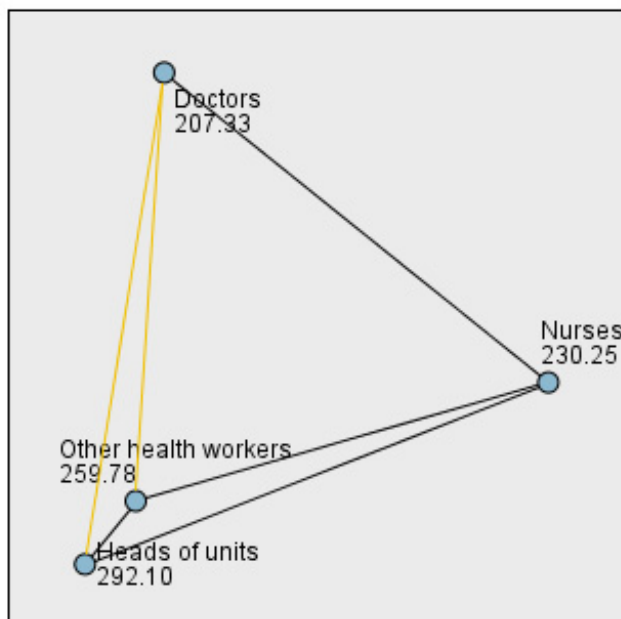 Doctors
207.33
Nurses
230.25
Other health workers
259.78
Heads of units
292.10